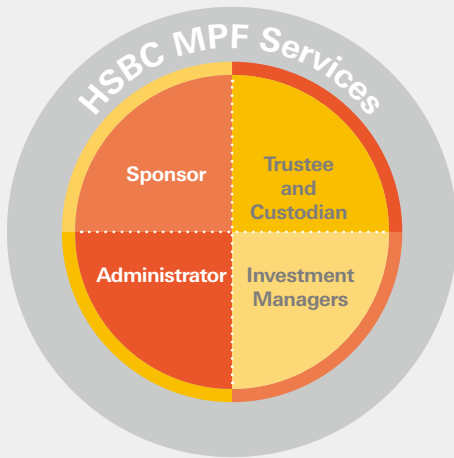 HSBC MPF Services
Sponsor
Trustee
and
Custodian
Administrator
Investment
Managers